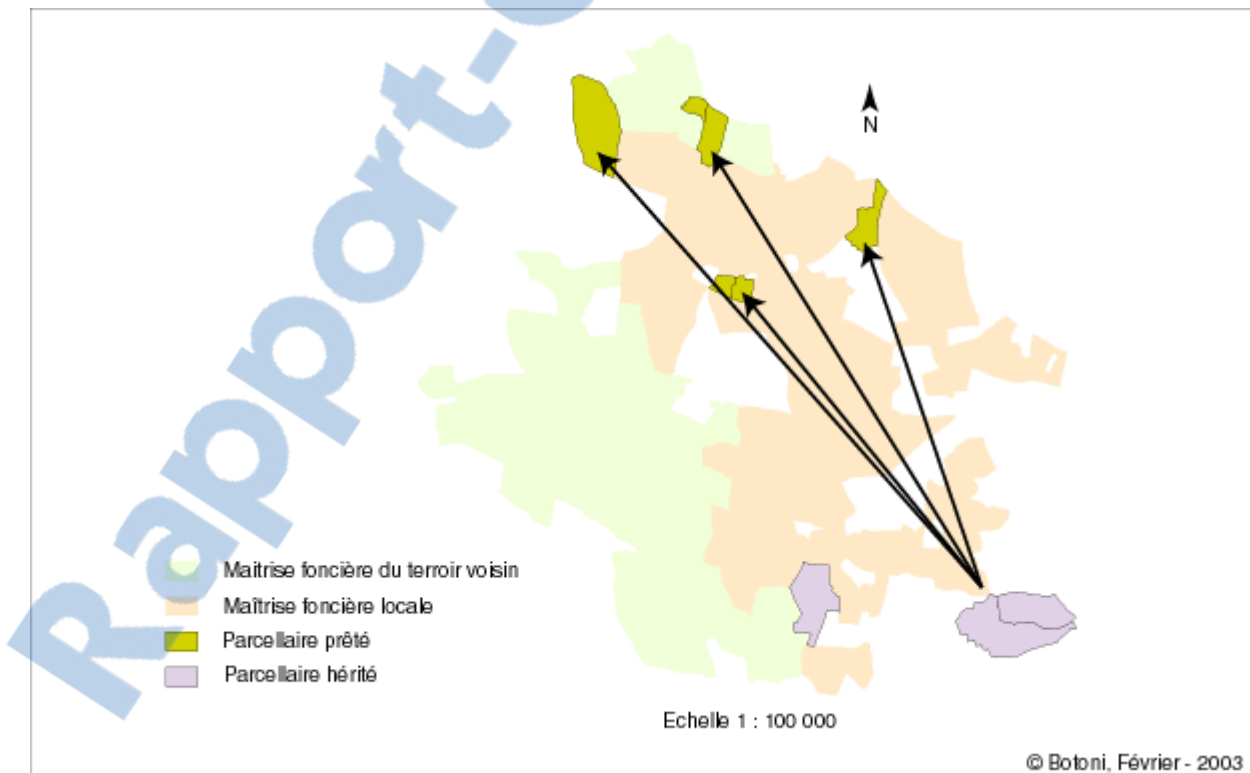 Rapport-
N
Maitrise foncière du terroir voisin
Maîtrise foncière locale
Parcellaire prêté
Parcellaire hérité
Echelle 1 : 100 000
© Botoni, Février - 2003